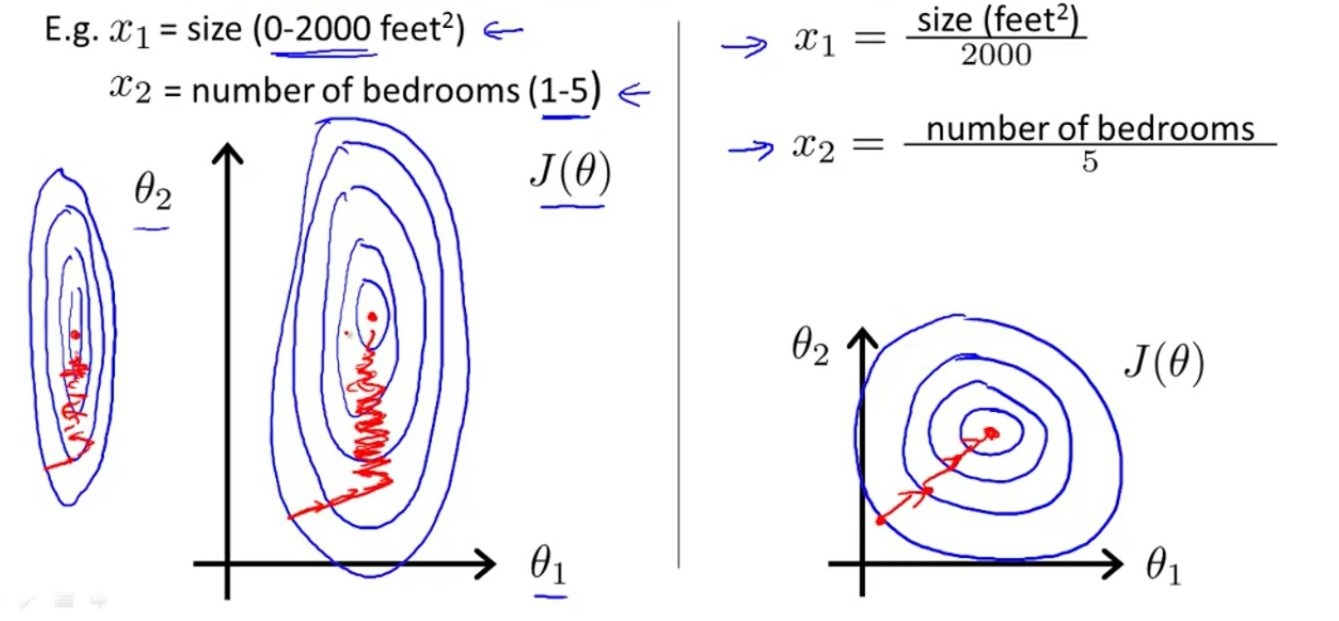 E.g. x₁ = size (0-2000 feet²)
x₂ = number of bedrooms (1-5)
θ₂
J(θ)
θ₁
x₁ = size (feet²) / 2000
x₂ = number of bedrooms / 5
θ₂
J(θ)
θ₁